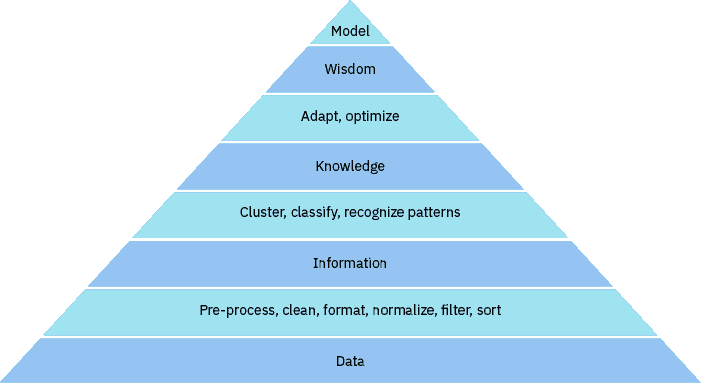 Model
Wisdom
Adapt, optimize
Knowledge
Cluster, classify, recognize patterns
Information
Pre-process, clean, format, normalize, filter, sort
Data